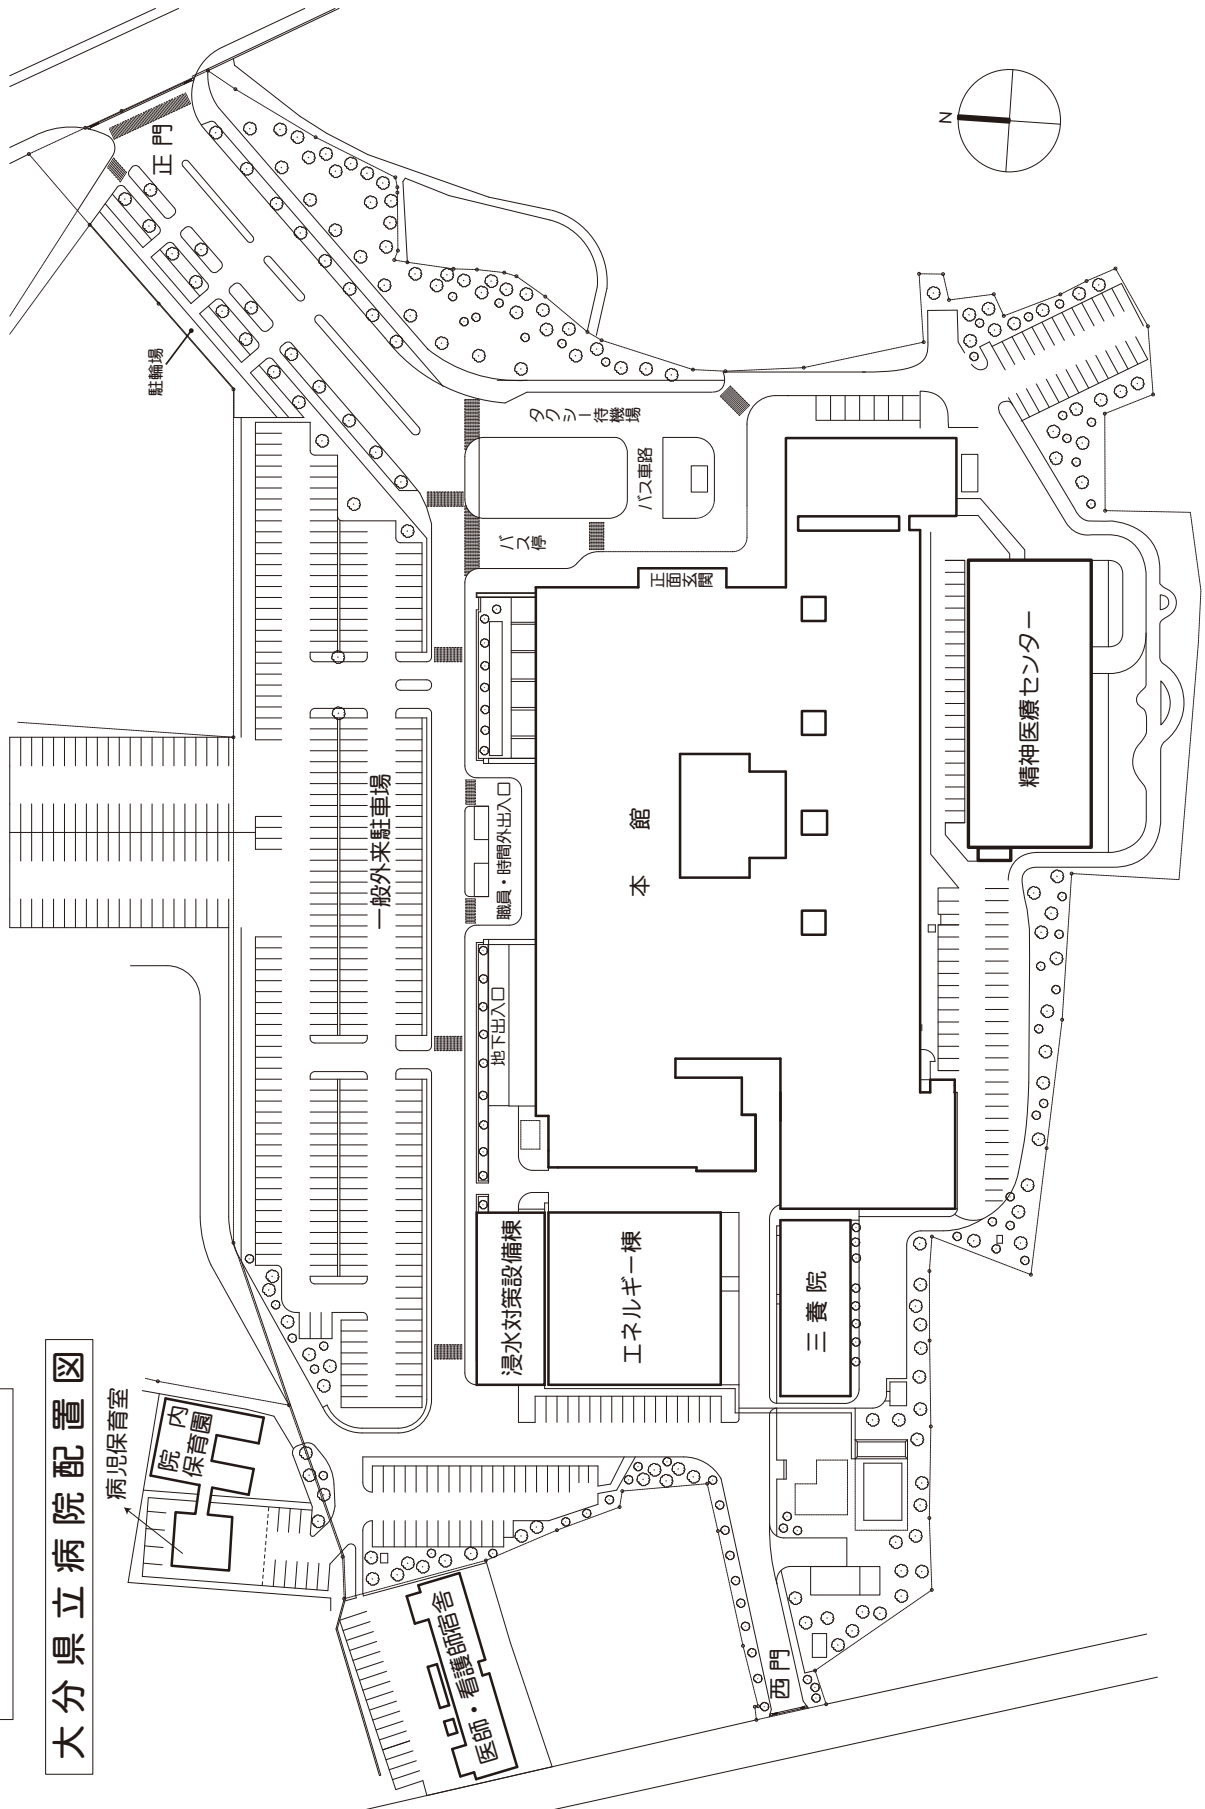 大分県立病院配置図
N
正門
駐輪場
タクシー待機場
バス車路
バス停
正面玄関
一般外来駐車場
職員・時間外出入口
本館
精神医療センター
地下出入口
浸水対策設備棟
エネルギー棟
三養院
病児保育室
院内
保育園
医師・看護師宿舎
西門